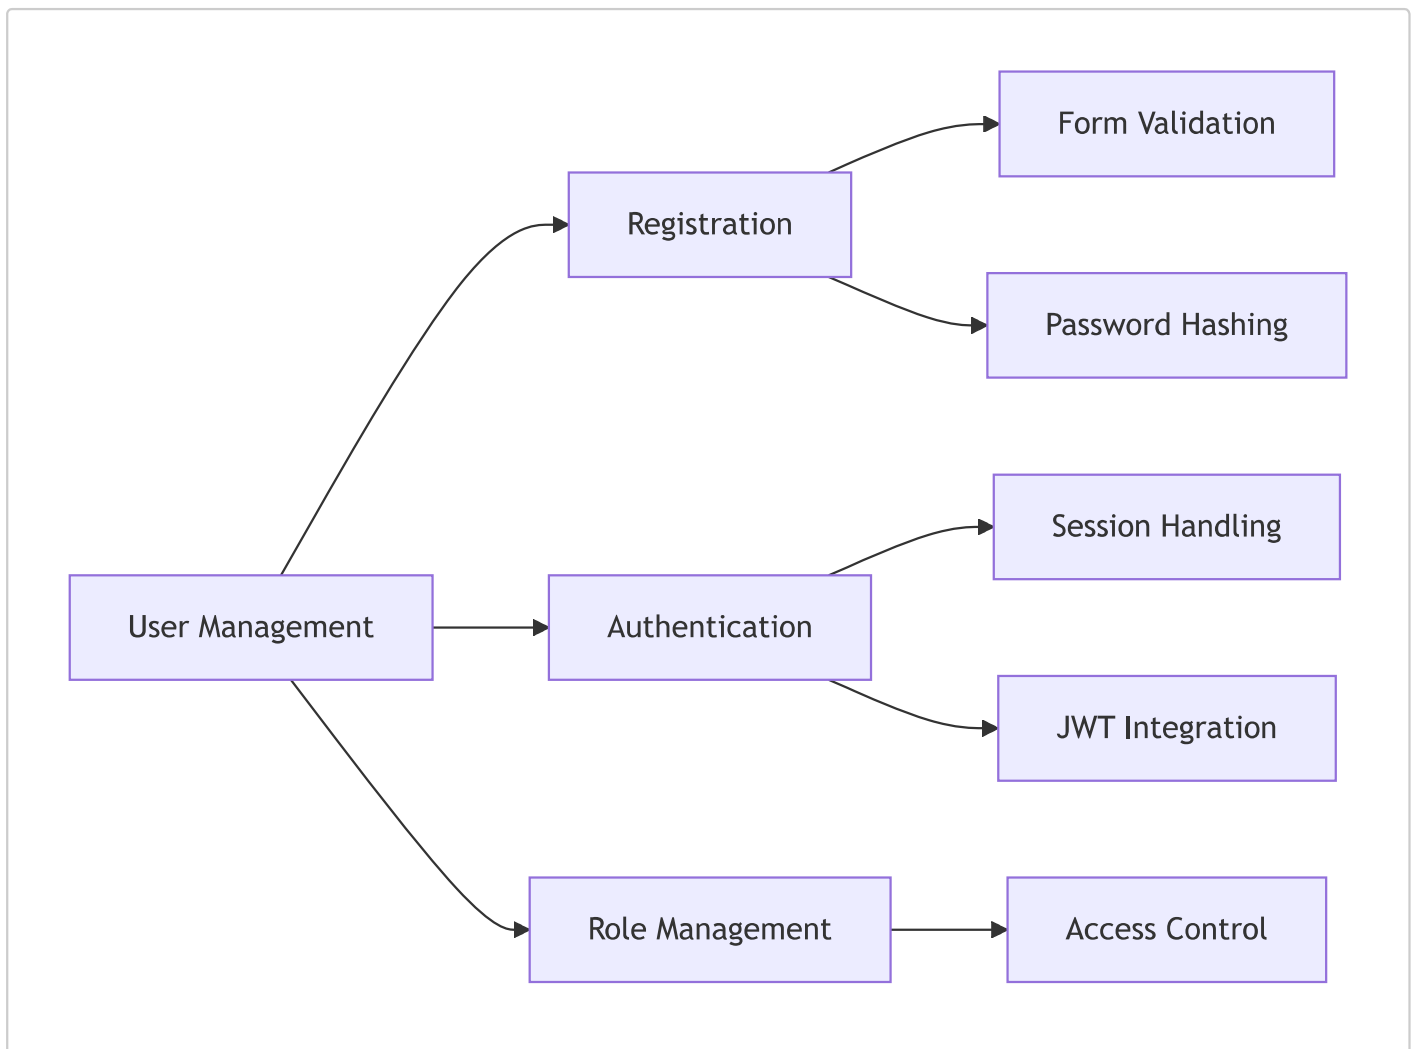 Form Validation
Registration
Password Hashing
Session Handling
User Management
Authentication
JWT Integration
Role Management
Access Control